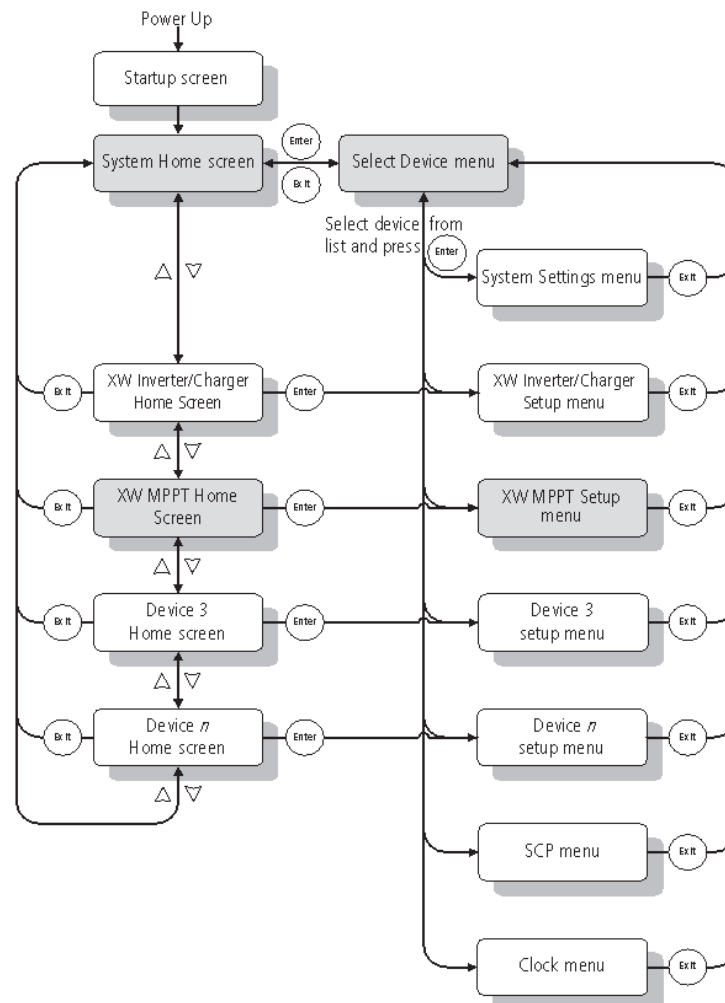 Power Up
Startup screen
System Home screen
Enter
Exit
Select Device menu
Select device from
list and press
Enter
System Settings menu
Exit
Exit
XW Inverter/Charger
Home Screen
Enter
XW Inverter/Charger
Setup menu
Exit
Exit
XW MPPT Home
Screen
Enter
XW MPPT Setup
menu
Exit
Exit
Device 3
Home screen
Enter
Device 3
setup menu
Exit
Exit
Device n
Home screen
Enter
Device n
setup menu
Exit
SCP menu
Exit
Clock menu
Exit